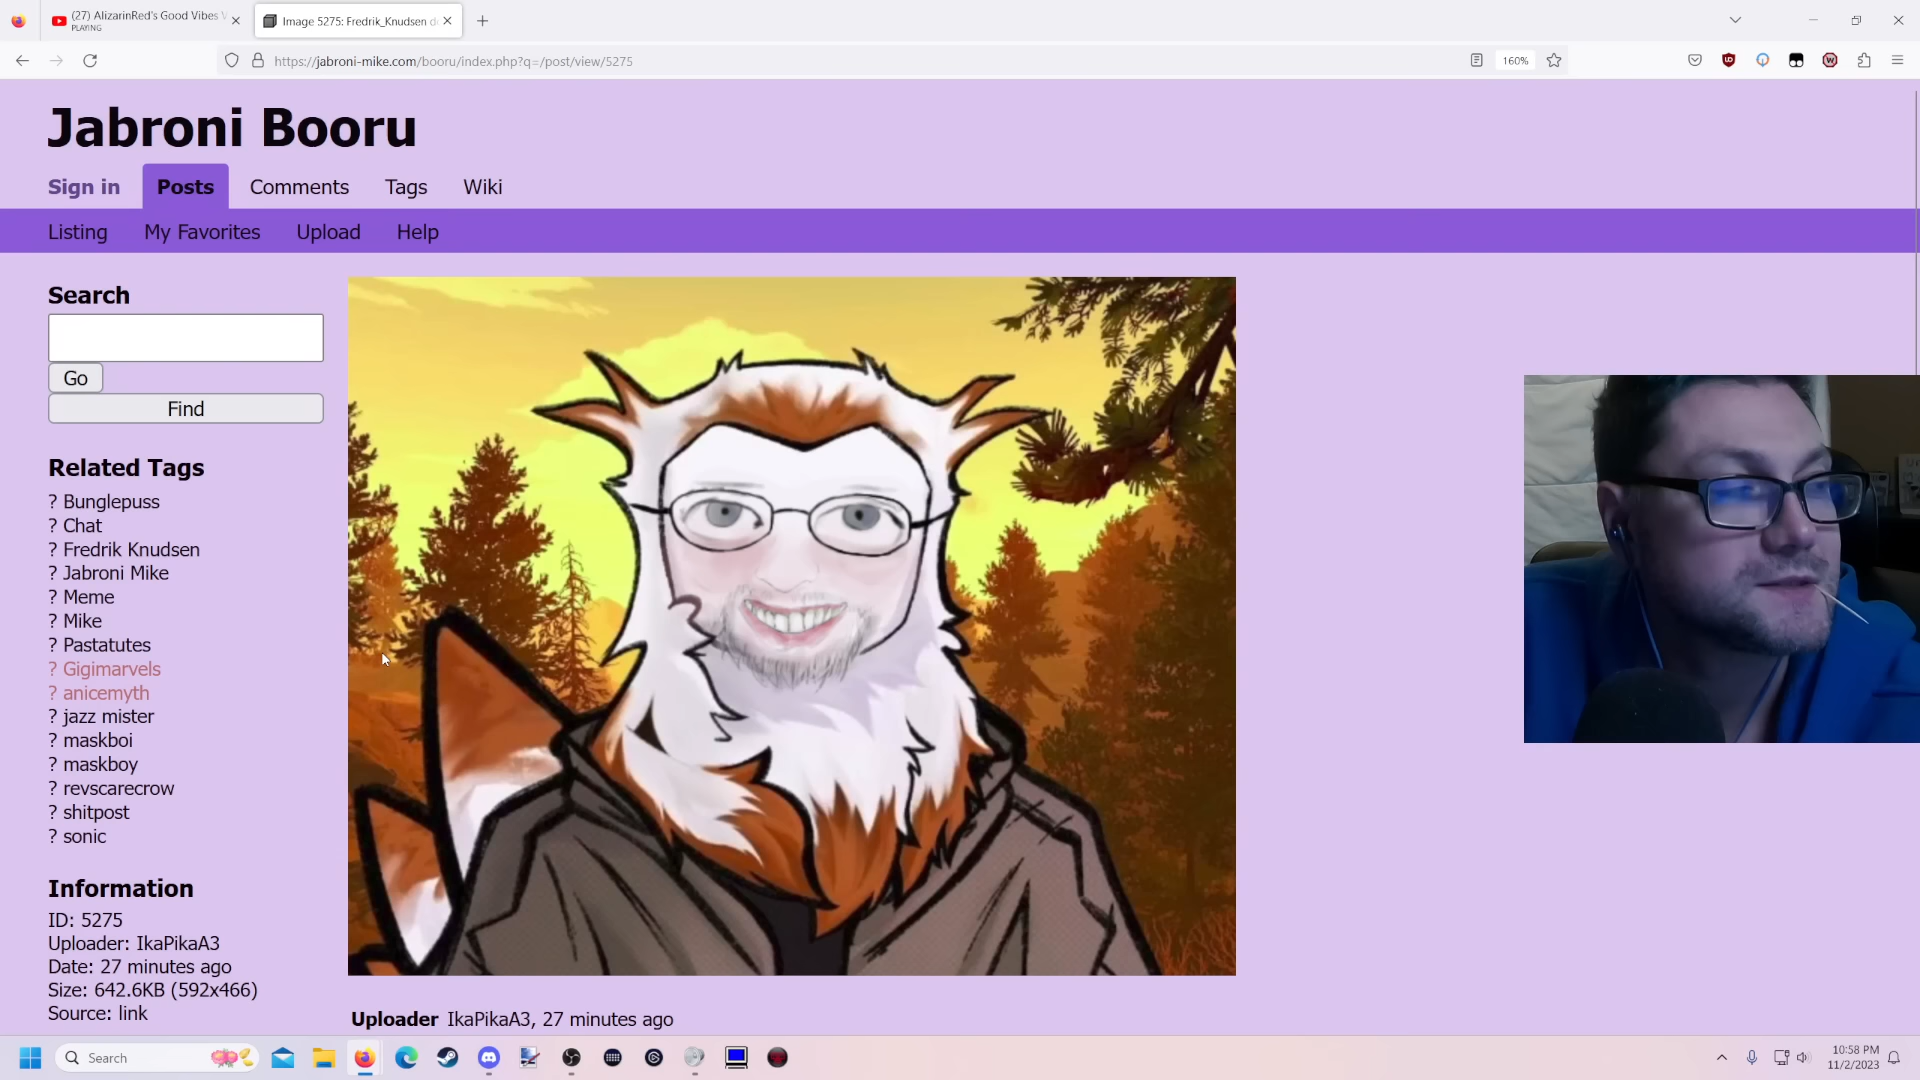 (27) AlizarinRed's Good Vibes
PLAYING
Image 5275: Fredrik_Knudsen
https://jabroni-mike.com/booru/index.php?q=/post/view/5275
160%
Jabroni Booru
Sign in
Posts
Comments
Tags
Wiki
Listing
My Favorites
Upload
Help
Search
Go
Find
Related Tags
? Bunglepuss
? Chat
? Fredrik Knudsen
? Jabroni Mike
? Meme
? Mike
? Pastatutes
? Gigimarvels
? anicemyth
? jazz mister
? maskboi
? maskboy
? revscarecrow
? shitpost
? sonic
Information
ID: 5275
Uploader: IkaPikaA3
Date: 27 minutes ago
Size: 642.6KB (592x466)
Source: link
Uploader IkaPikaA3, 27 minutes ago
Search
10:58 PM
11/2/2023